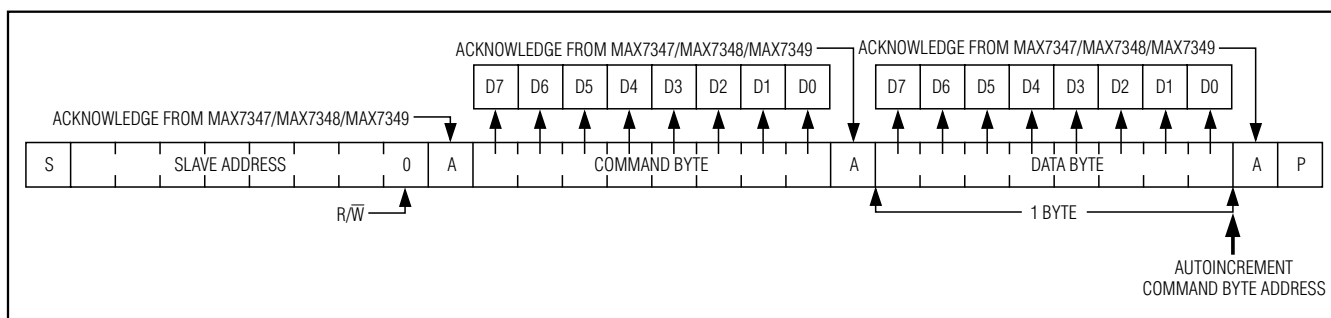 ACKNOWLEDGE FROM MAX7347/MAX7348/MAX7349 ACKNOWLEDGE FROM MAX7347/MAX7348/MAX7349
D7 D6 D5 D4 D3 D2 D1 D0 D7 D6 D5 D4 D3 D2 D1 D0
ACKNOWLEDGE FROM MAX7347/MAX7348/MAX7349
S SLAVE ADDRESS 0 A COMMAND BYTE A DATA BYTE A P
R/W̅ 1 BYTE
AUTOINCREMENT
COMMAND BYTE ADDRESS